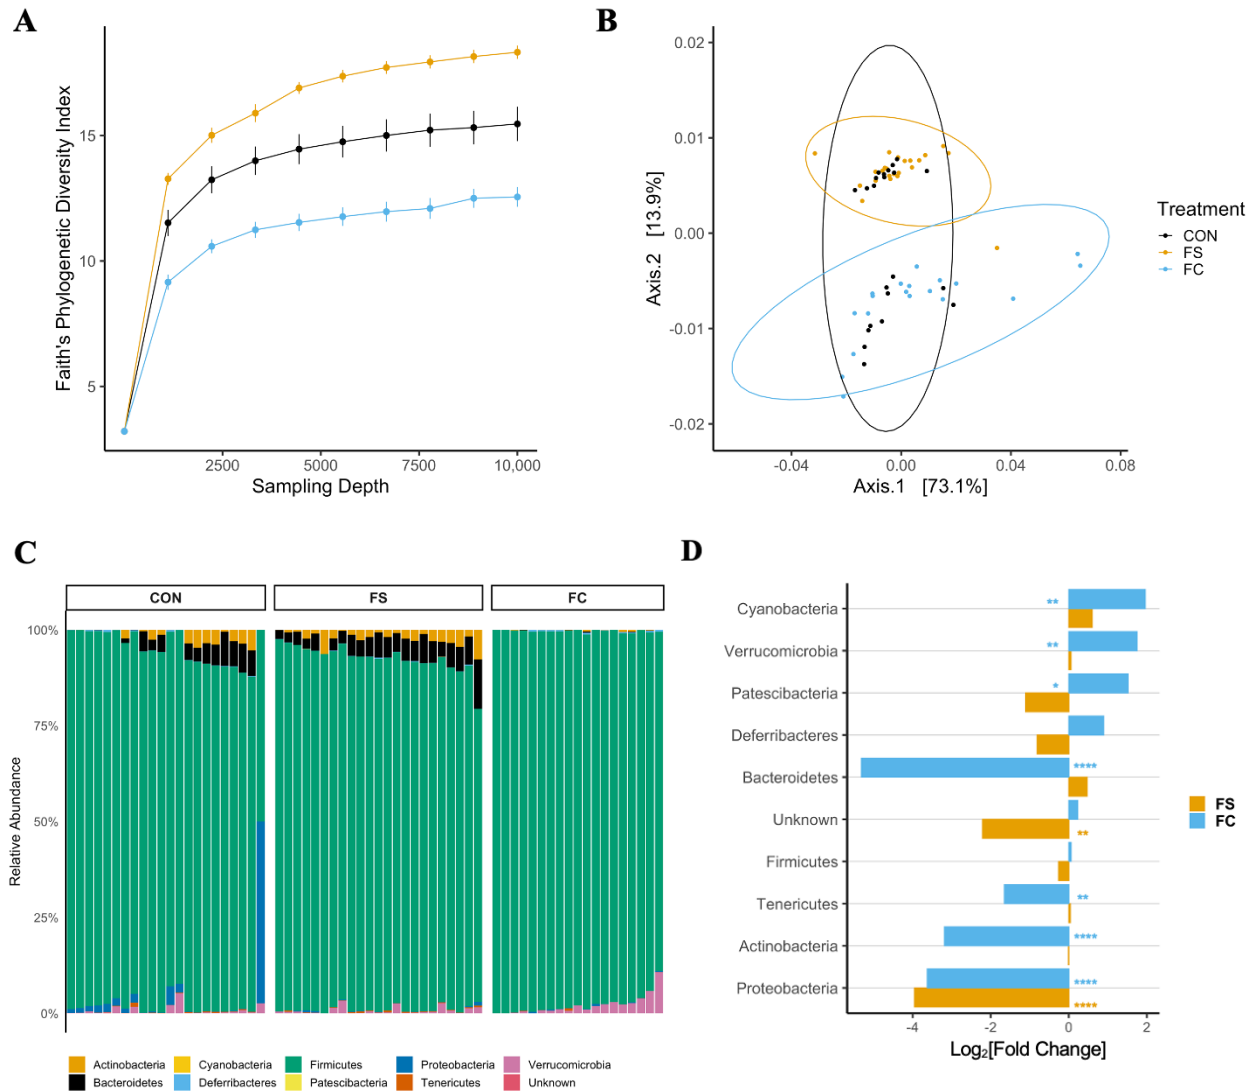 A
Faith's Phylogenetic Diversity Index
15
10
5
2500 5000 7500 10,000
Sampling Depth
B
Axis.2 [13.9%]
0.02
0.01
0.00
-0.01
-0.02
-0.04 0.00 0.04 0.08
Axis.1 [73.1%]
Treatment
CON
FS
FC
C
CON FS FC
Relative Abundance
100%
75%
50%
25%
0%
Actinobacteria Cyanobacteria Firmicutes Proteobacteria Verrucomicrobia
Bacteroidetes Deferribacteres Patescibacteria Tenericutes Unknown
D
Cyanobacteria **
Verrucomicrobia **
Patescibacteria *
Deferribacteres
Bacteroidetes ****
Unknown **
Firmicutes
Tenericutes **
Actinobacteria ****
Proteobacteria ****
****
-4 -2 0 2
Log₂[Fold Change]
FS
FC